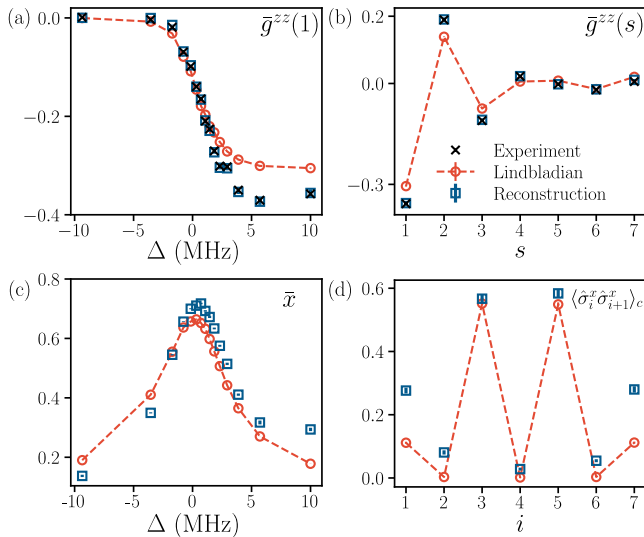 (a) ḡ^{zz}(1)
0.0
−0.2
−0.4
−10 −5 0 5 10
Δ (MHz)
(b) ḡ^{zz}(s)
0.2
0.0
−0.3
Experiment
Lindbladian
Reconstruction
1 2 3 4 5 6 7
s
(c) x̄
0.8
0.6
0.4
0.2
−10 −5 0 5 10
Δ (MHz)
(d) ⟨σ̂_i^x σ̂_{i+1}^x⟩_c
0.6
0.4
0.2
0.0
1 2 3 4 5 6 7
i